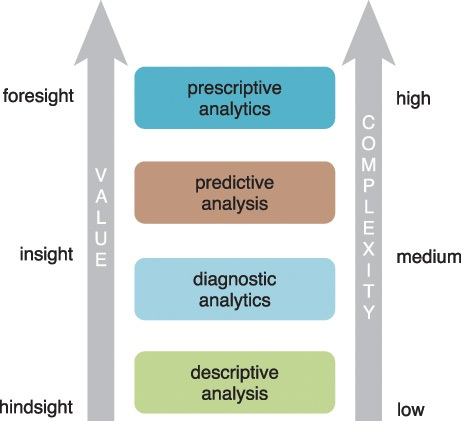 foresight
prescriptive
analytics
high
VALUE
COMPLEXITY
predictive
analysis
insight
medium
diagnostic
analytics
descriptive
analysis
hindsight
low